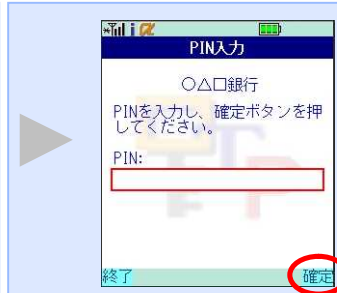 i α
PIN入力
○△□銀行
PINを入力し、確定ボタンを押
してください。
PIN:
終了 確定